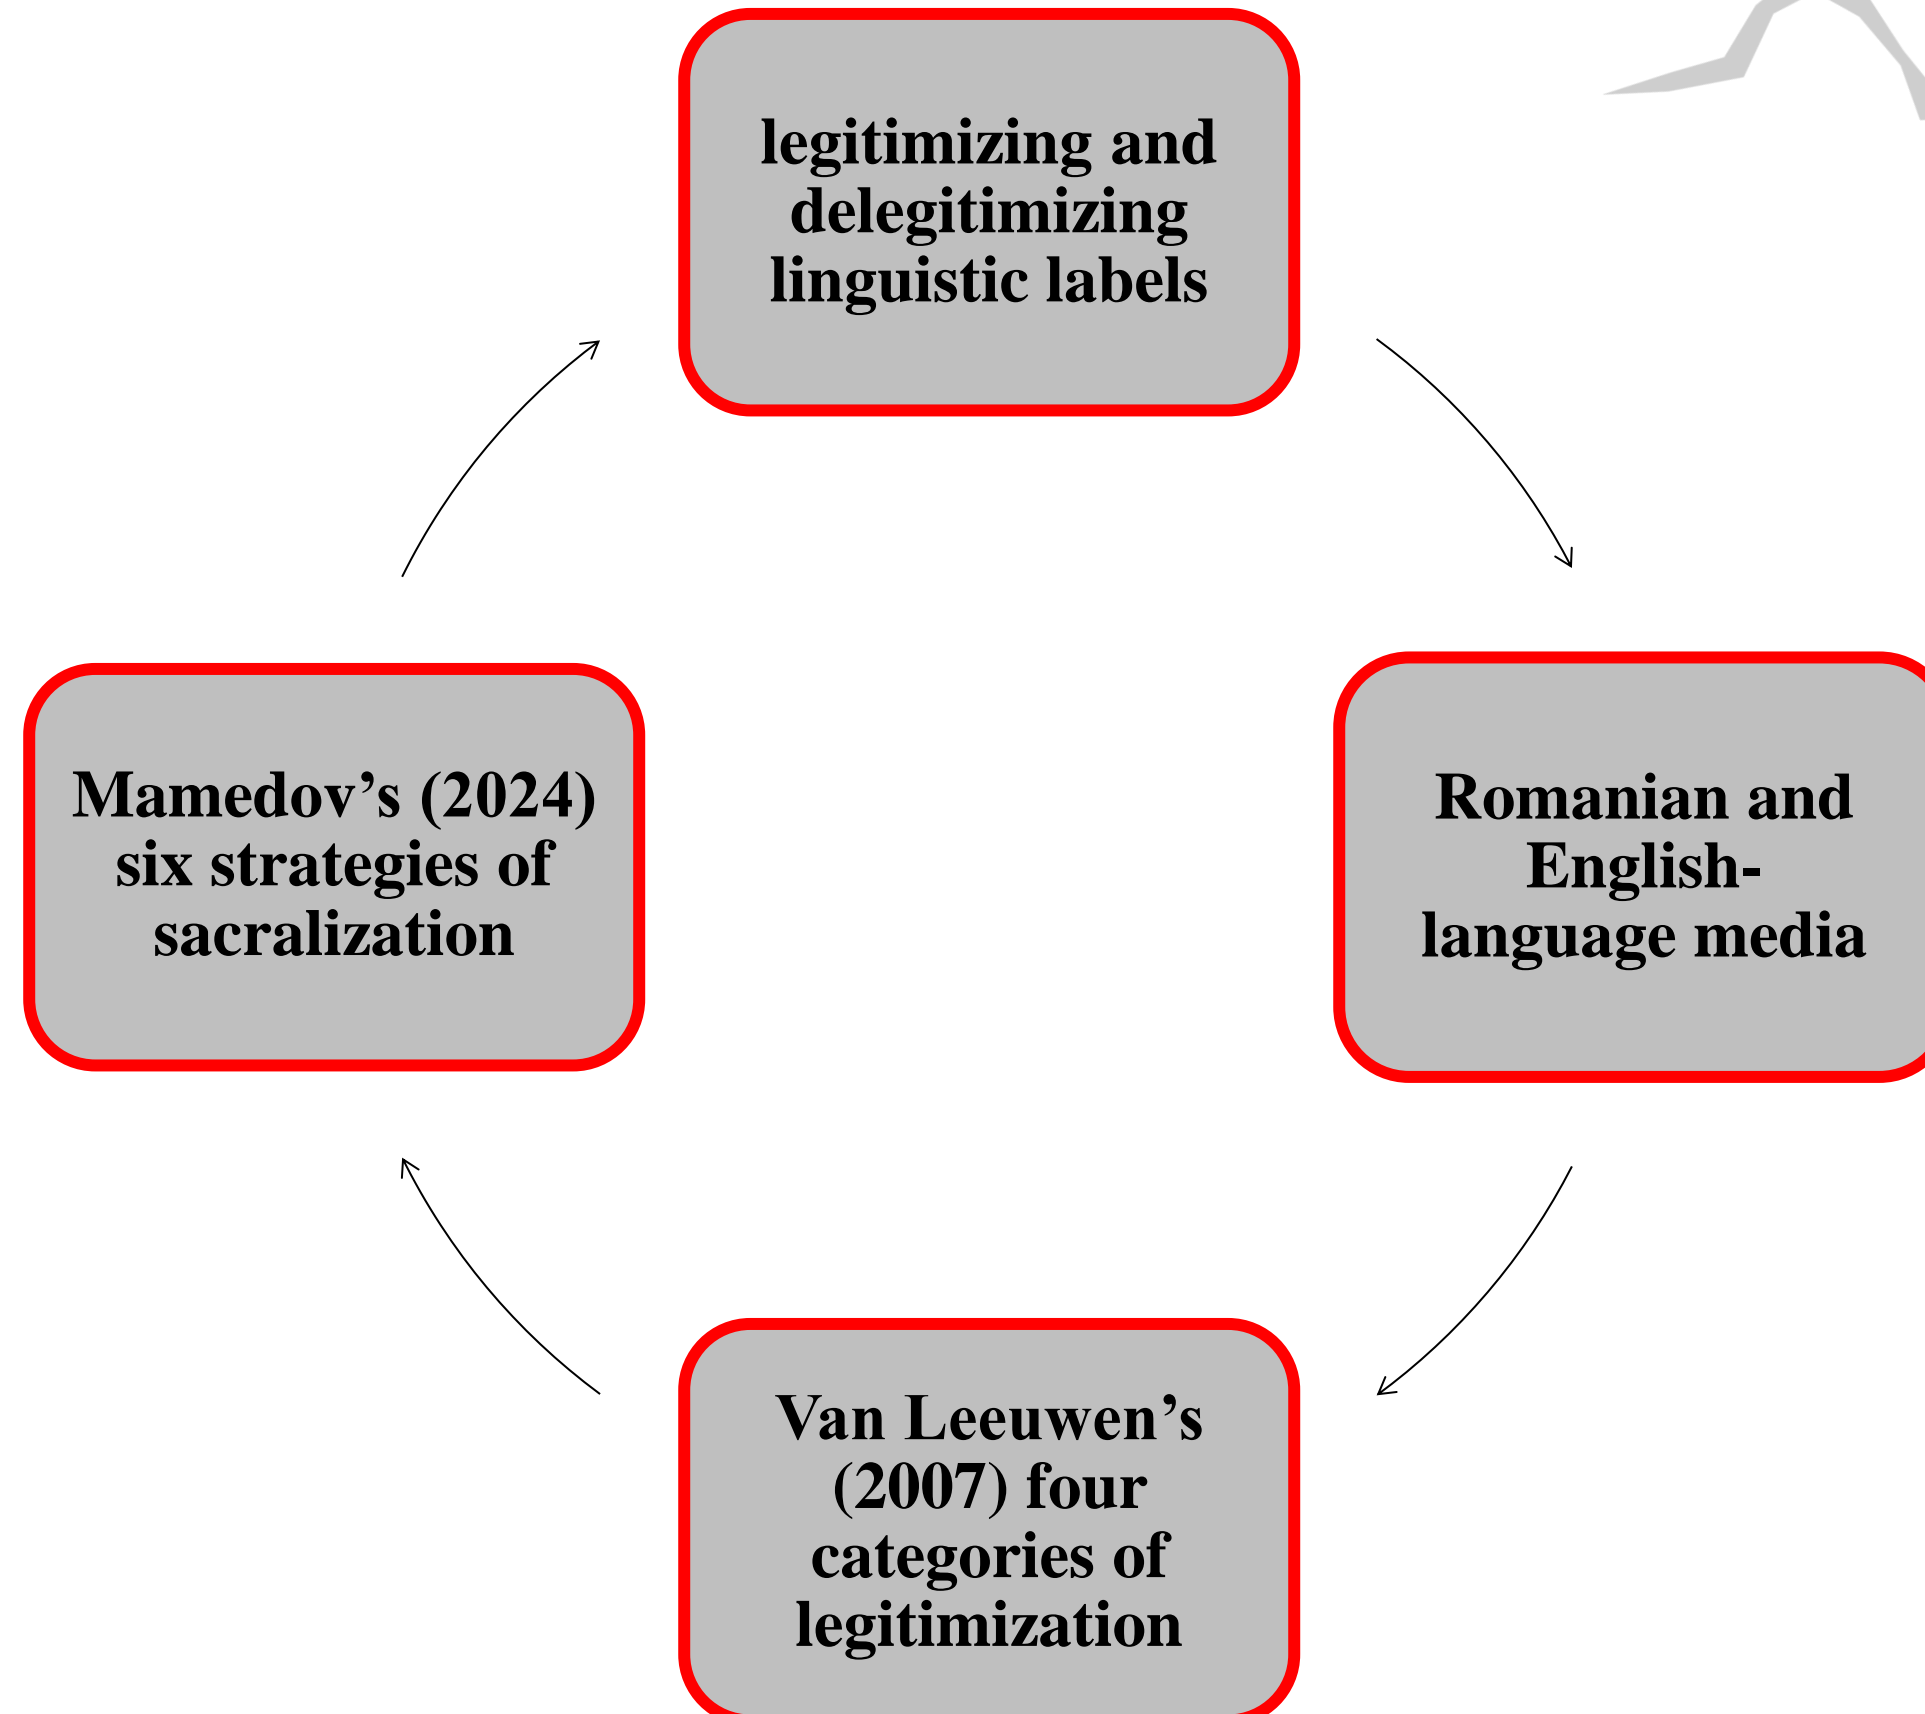 legitimizing and
delegitimizing
linguistic labels
Romanian and
English-
language media
Van Leeuwen’s
(2007) four
categories of
legitimization
Mamedov’s (2024)
six strategies of
sacralization